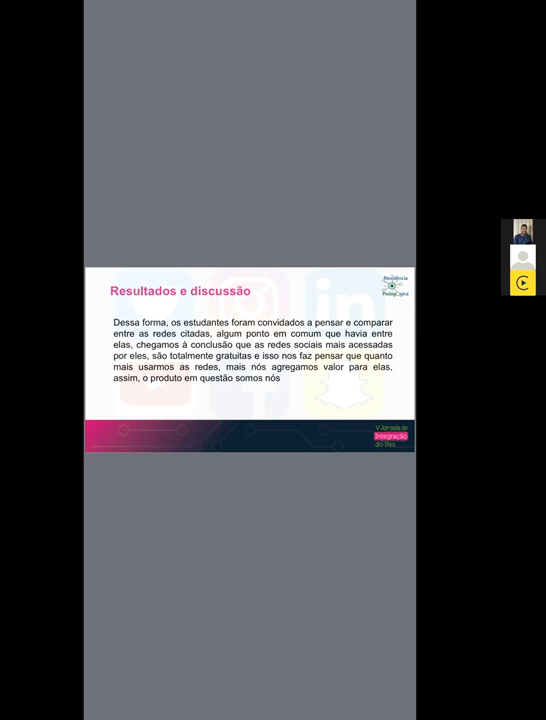 Resultados e discussão
Residência
Pedagógica
Dessa forma, os estudantes foram convidados a pensar e comparar
entre as redes citadas, algum ponto em comum que havia entre
elas, chegamos à conclusão que as redes sociais mais acessadas
por eles, são totalmente gratuitas e isso nos faz pensar que quanto
mais usarmos as redes, mais nós agregamos valor para elas,
assim, o produto em questão somos nós
V Jornada de
Integração
do Ifes